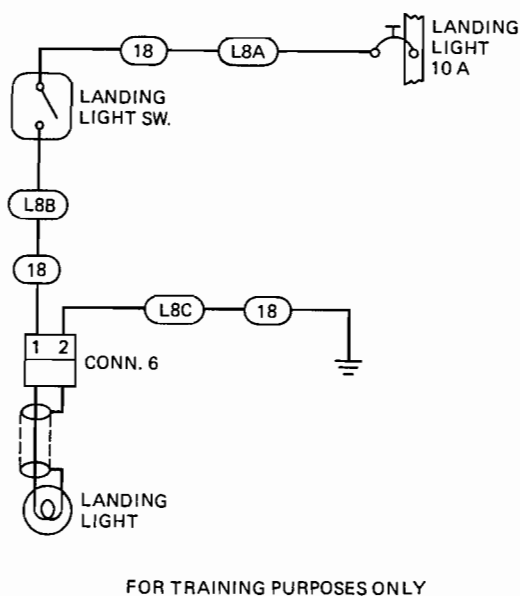 LANDING
LIGHT
10 A
18
L8A
LANDING
LIGHT SW.
L8B
18
L8C
18
1 2
CONN. 6
LANDING
LIGHT
FOR TRAINING PURPOSES ONLY